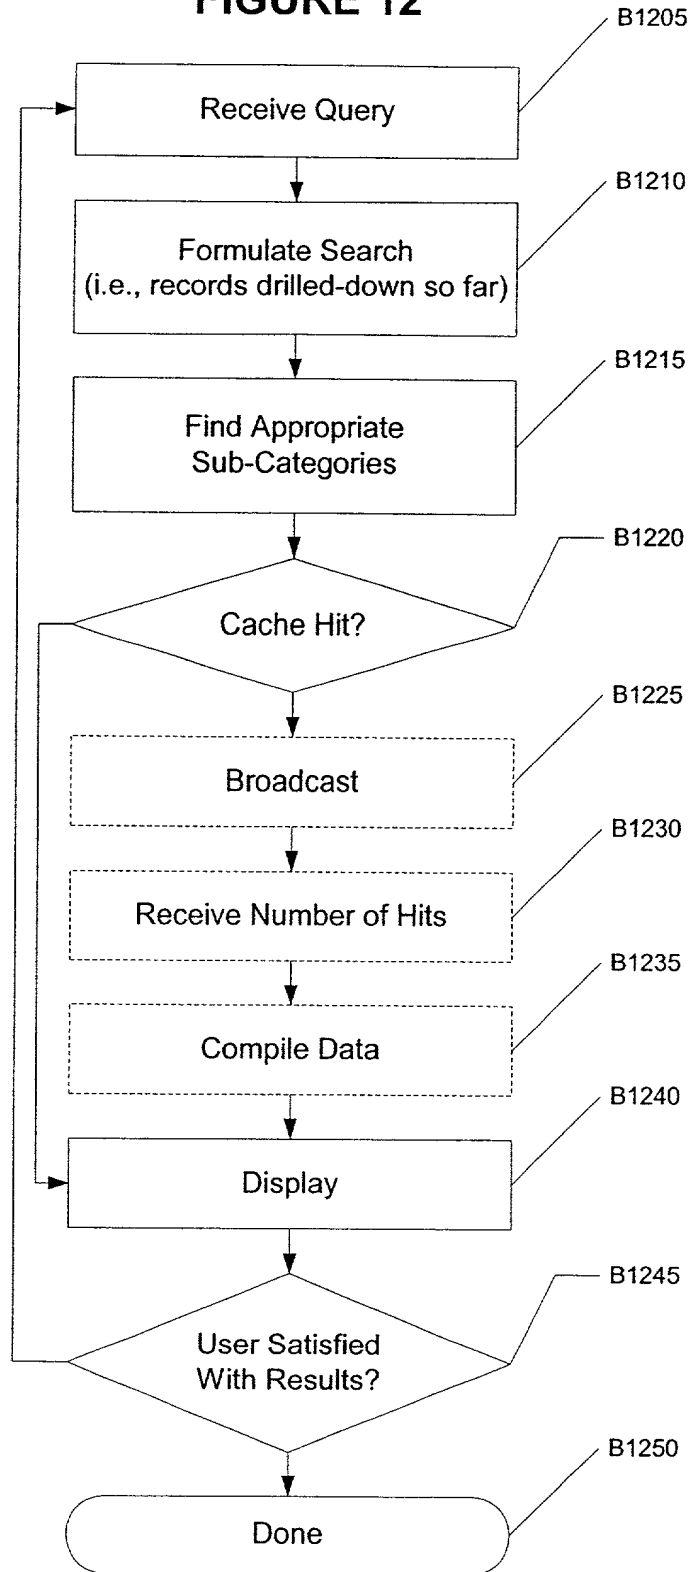 FIGURE 12
B1205
Receive Query
B1210
Formulate Search
(i.e., records drilled-down so far)
B1215
Find Appropriate
Sub-Categories
B1220
Cache Hit?
B1225
Broadcast
B1230
Receive Number of Hits
B1235
Compile Data
B1240
Display
B1245
User Satisfied
With Results?
B1250
Done